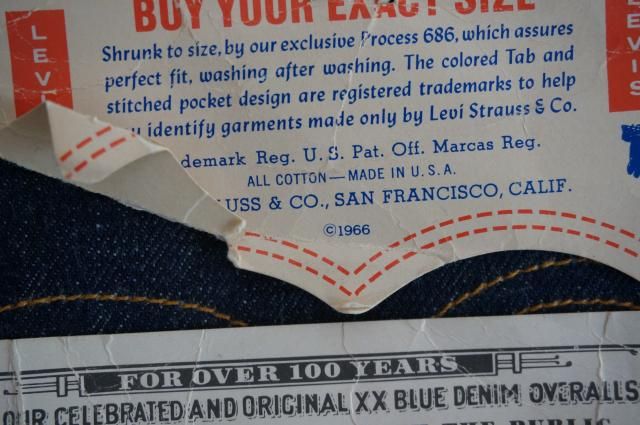 BUY YOUR EXACT SIZE
LEVI
LEVI'S
Shrunk to size, by our exclusive Process 686, which assures
perfect fit, washing after washing. The colored Tab and
stitched pocket design are registered trademarks to help
identify garments made only by Levi Strauss & Co.
demark Reg. U. S. Pat. Off. Marcas Reg.
ALL COTTON—MADE IN U. S. A.
USS & CO., SAN FRANCISCO, CALIF.
©1966
FOR OVER 100 YEARS
OUR CELEBRATED AND ORIGINAL XX BLUE DENIM OVERALLS
THE PUBLIC